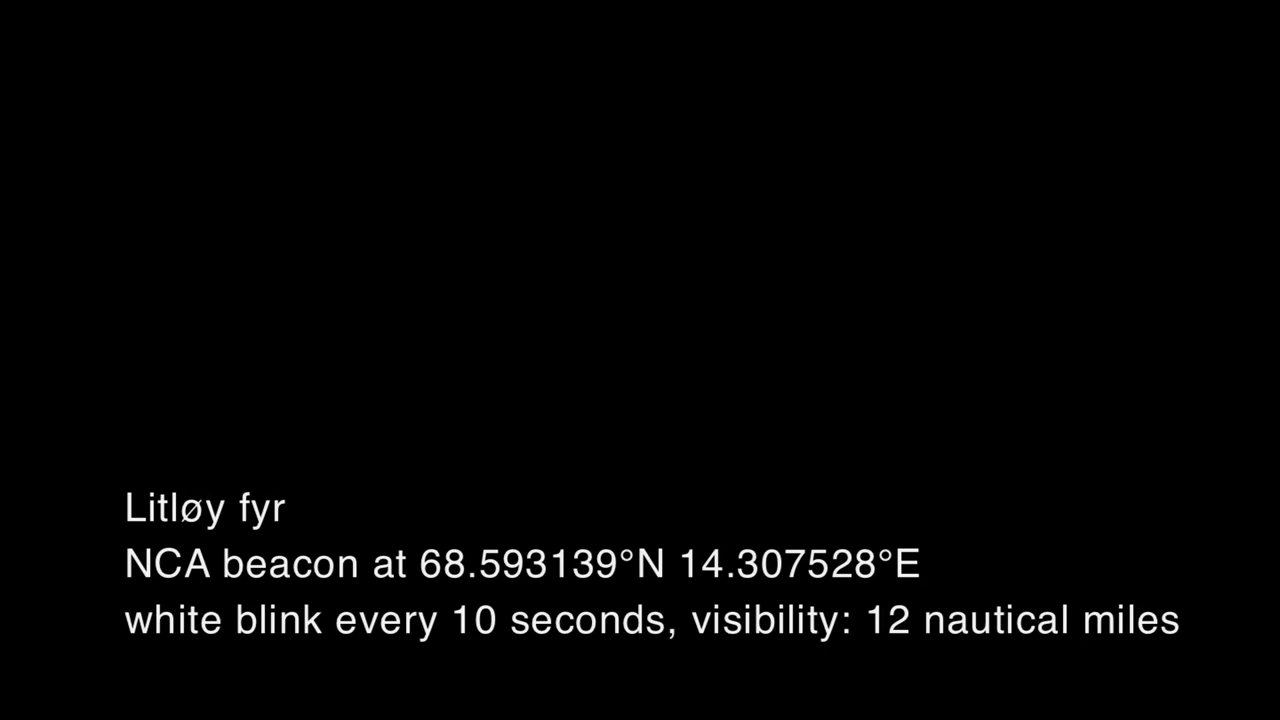 Litløy fyr
NCA beacon at 68.593139°N 14.307528°E
white blink every 10 seconds, visibility: 12 nautical miles